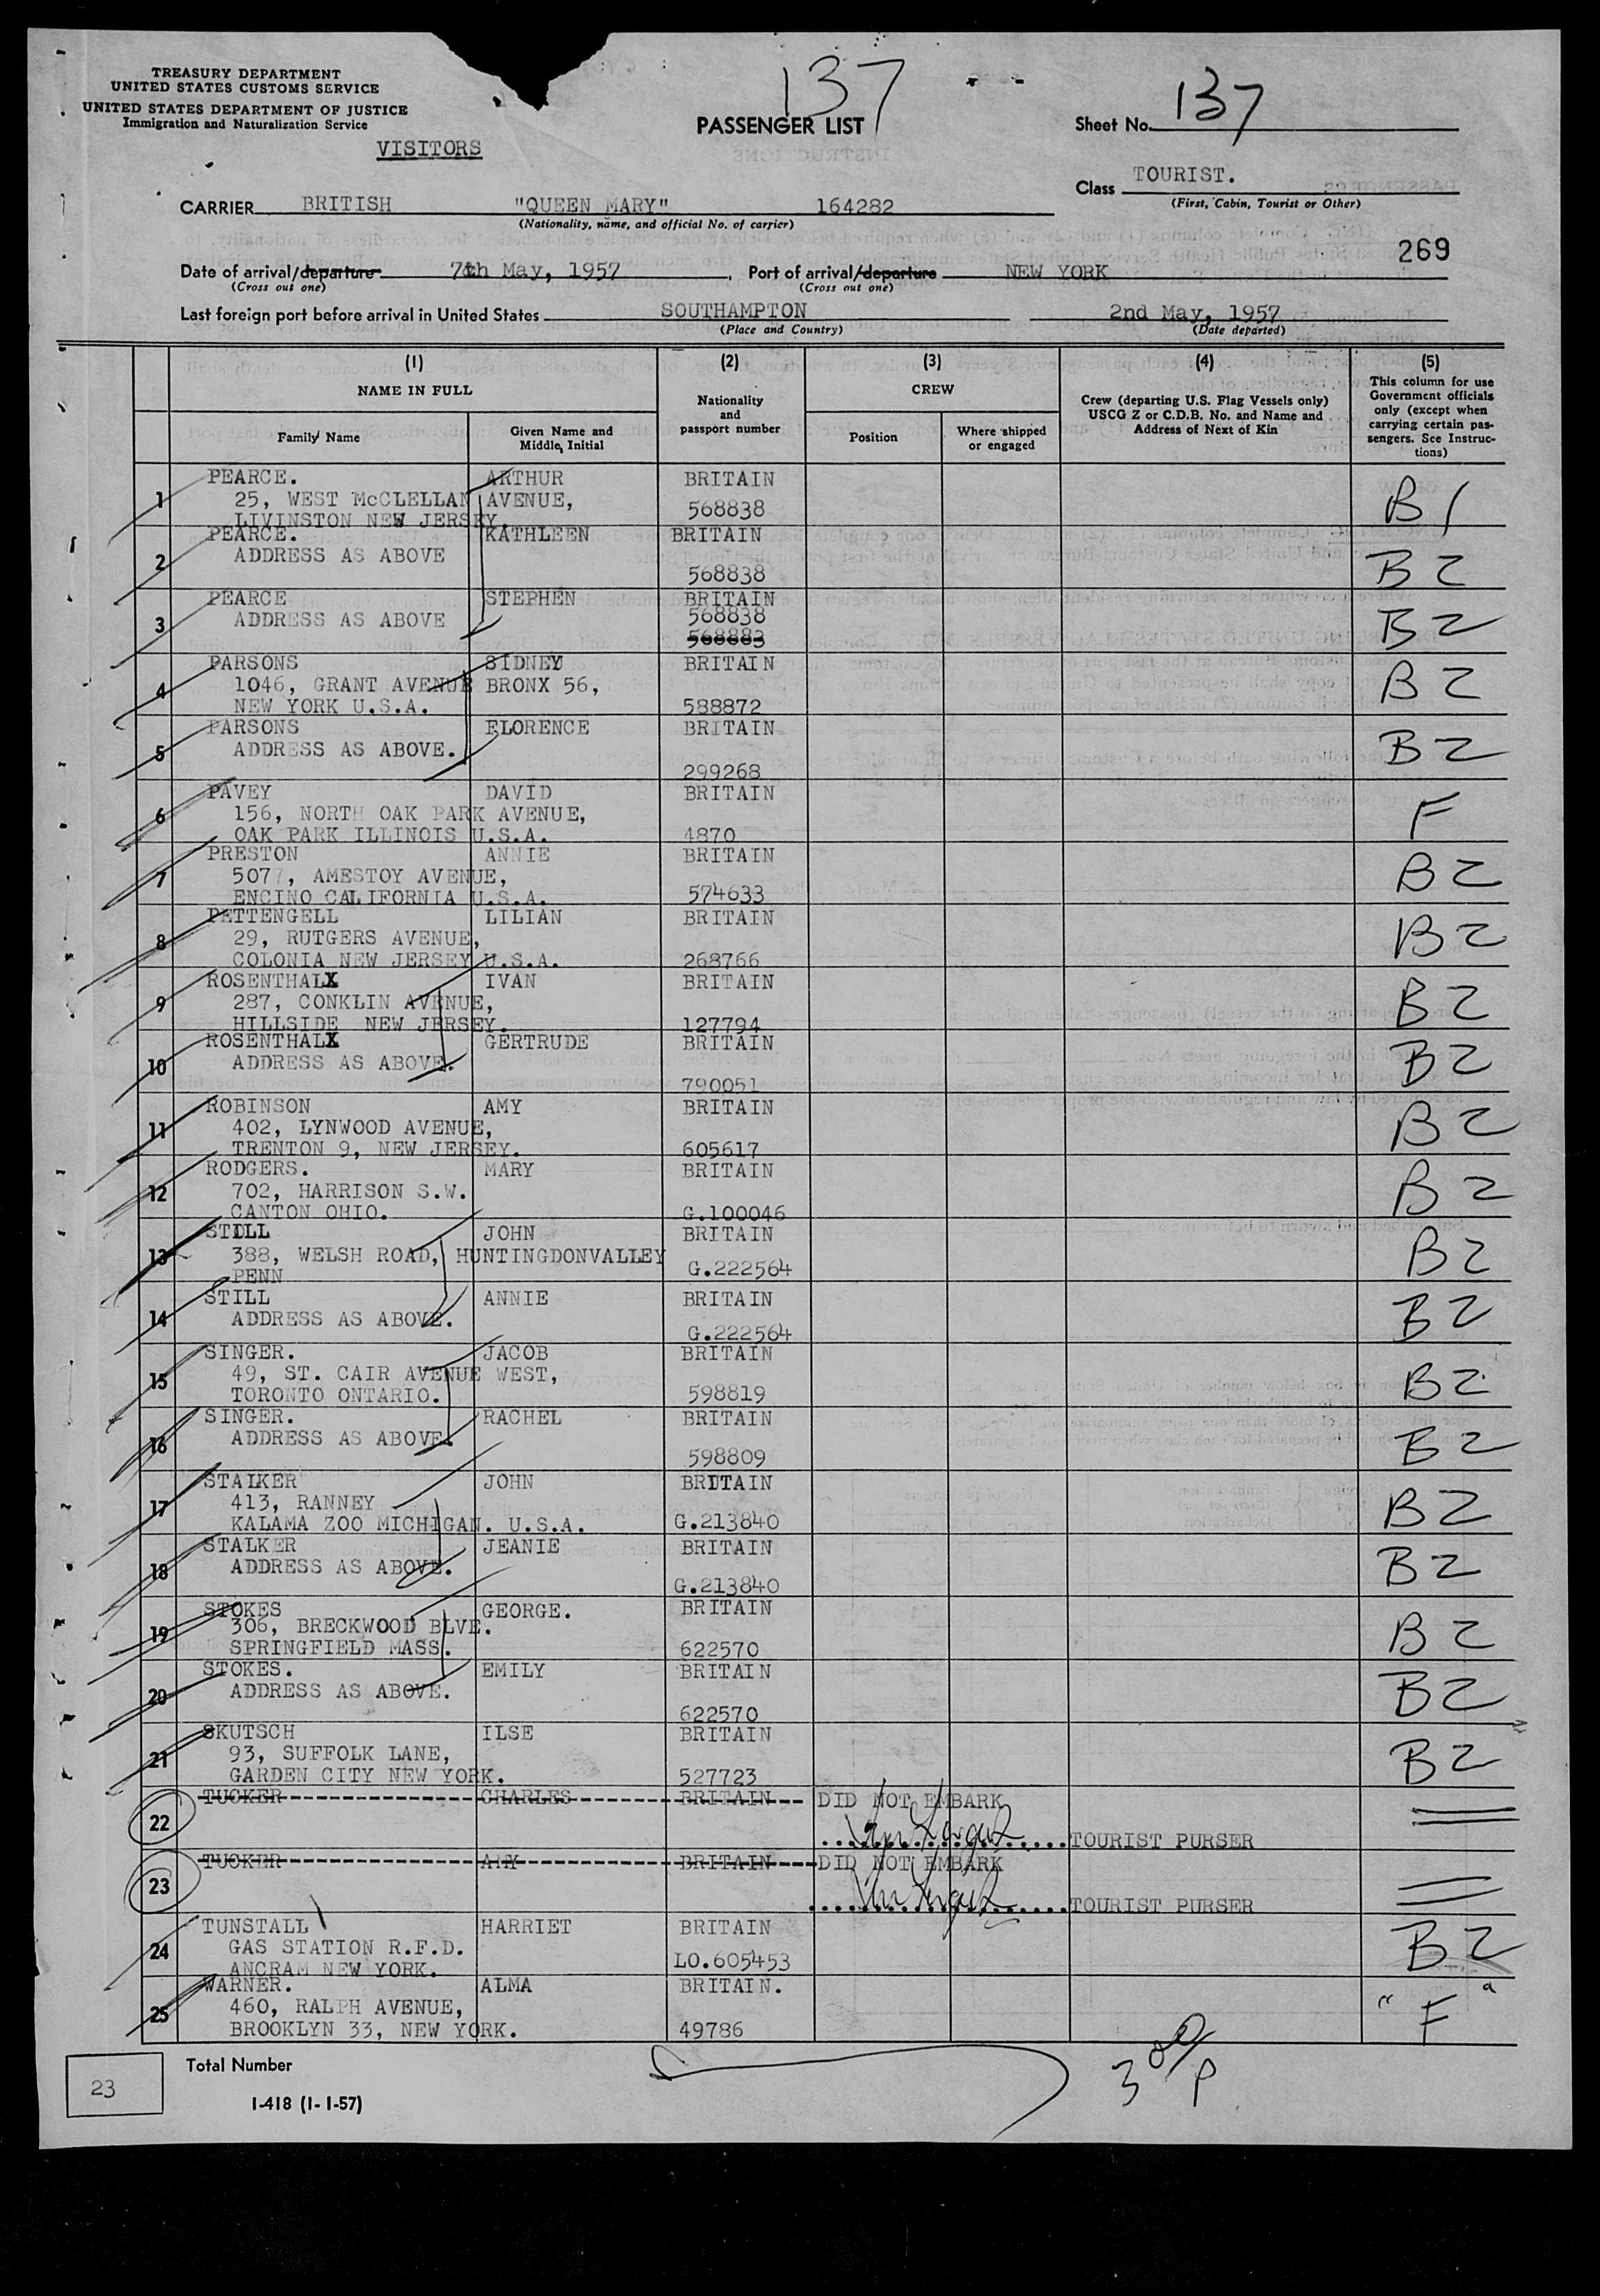 137
TREASURY DEPARTMENT
UNITED STATES CUSTOMS SERVICE
UNITED STATES DEPARTMENT OF JUSTICE
Immigration and Naturalization Service
VISITORS
PASSENGER LIST
Sheet No. 137
Class TOURIST.
(First, Cabin, Tourist or Other)
CARRIER BRITISH "QUEEN MARY" 164282
(Nationality, name, and official No. of carrier)
269
Date of arrival/departure 7th May, 1957, Port of arrival/departure NEW YORK
(Cross out one) (Cross out one)
Last foreign port before arrival in United States SOUTHAMPTON 2nd May, 1957
(Place and Country) (Date departed)
(1) (2) (3) (4) (5)
NAME IN FULL Nationality and passport number CREW Crew (departing U.S. Flag Vessels only) USCG Z or C.D.B. No. and Name and Address of Next of Kin This column for use Government officials only (except when carrying certain passengers. See Instructions)
Family Name Given Name and Middle Initial Position Where shipped or engaged
1 PEARCE. ARTHUR BRITAIN B1
25, WEST McCLELLAN AVENUE, 568838
LIVINSTON NEW JERSEY.
2 PEARCE. KATHLEEN BRITAIN B2
ADDRESS AS ABOVE 568838
3 PEARCE STEPHEN BRITAIN B2
ADDRESS AS ABOVE 568838
568883
4 PARSONS SIDNEY BRITAIN B2
1046, GRANT AVENUE BRONX 56,
NEW YORK U.S.A. 588872
5 PARSONS FLORENCE BRITAIN B2
ADDRESS AS ABOVE.
299268
6 PAVEY DAVID BRITAIN F
156, NORTH OAK PARK AVENUE,
OAK PARK ILLINOIS U.S.A. 4870
7 PRESTON ANNIE BRITAIN B2
5077, AMESTOY AVENUE,
ENCINO CALIFORNIA U.S.A. 574633
8 PETTENGELL LILIAN BRITAIN B2
29, RUTGERS AVENUE,
COLONIA NEW JERSEY U.S.A. 268766
9 ROSENTHALX IVAN BRITAIN B2
287, CONKLIN AVENUE,
HILLSIDE NEW JERSEY. 127794
10 ROSENTHALX GERTRUDE BRITAIN B2
ADDRESS AS ABOVE.
790051
11 ROBINSON AMY BRITAIN B2
402, LYNWOOD AVENUE,
TRENTON 9, NEW JERSEY. 605617
12 RODGERS. MARY BRITAIN B2
702, HARRISON S.W.
CANTON OHIO. G.100046
13 STILL JOHN BRITAIN B2
388, WELSH ROAD, HUNTINGDONVALLEY G.222564
PENN
14 STILL ANNIE BRITAIN B2
ADDRESS AS ABOVE.
G.222564
15 SINGER. JACOB BRITAIN B2
49, ST. CAIR AVENUE WEST,
TORONTO ONTARIO. 598819
16 SINGER. RACHEL BRITAIN B2
ADDRESS AS ABOVE.
598809
17 STALKER JOHN BRITAIN B2
413, RANNEY
KALAMA ZOO MICHIGAN. U.S.A. G.213840
18 STALKER JEANIE BRITAIN B2
ADDRESS AS ABOVE.
G.213840
19 STOKES GEORGE. BRITAIN B2
306, BRECKWOOD BLVE.
SPRINGFIELD MASS. 622570
20 STOKES. EMILY BRITAIN B2
ADDRESS AS ABOVE.
622570
21 SKUTSCH ILSE BRITAIN B2
93, SUFFOLK LANE,
GARDEN CITY NEW YORK. 527723
22 TUCKER CHARLES BRITAIN DID NOT EMBARK
TOURIST PURSER
23 TUCKER AMY BRITAIN DID NOT EMBARK
TOURIST PURSER
24 TUNSTALL HARRIET BRITAIN B2
GAS STATION R.F.D.
ANCRAM NEW YORK. LO.605453
25 WARNER. ALMA BRITAIN. "F"
460, RALPH AVENUE,
BROOKLYN 33, NEW YORK. 49786
23 Total Number
I-418 (1-1-57)